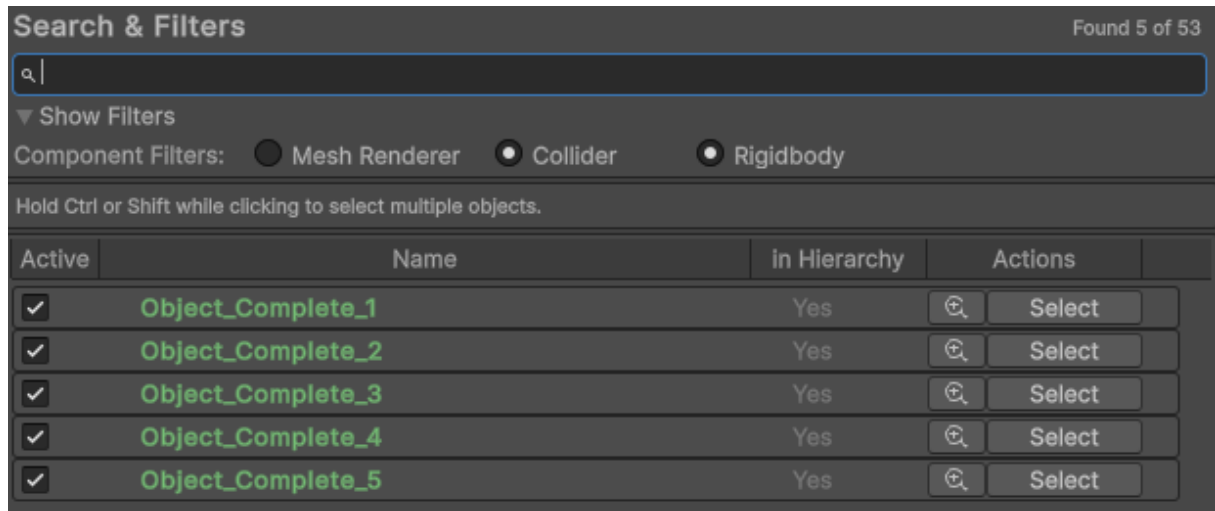 Search & Filters Found 5 of 53
Show Filters
Component Filters: Mesh Renderer Collider Rigidbody
Hold Ctrl or Shift while clicking to select multiple objects.
Active Name in Hierarchy Actions
Object_Complete_1 Yes Select
Object_Complete_2 Yes Select
Object_Complete_3 Yes Select
Object_Complete_4 Yes Select
Object_Complete_5 Yes Select